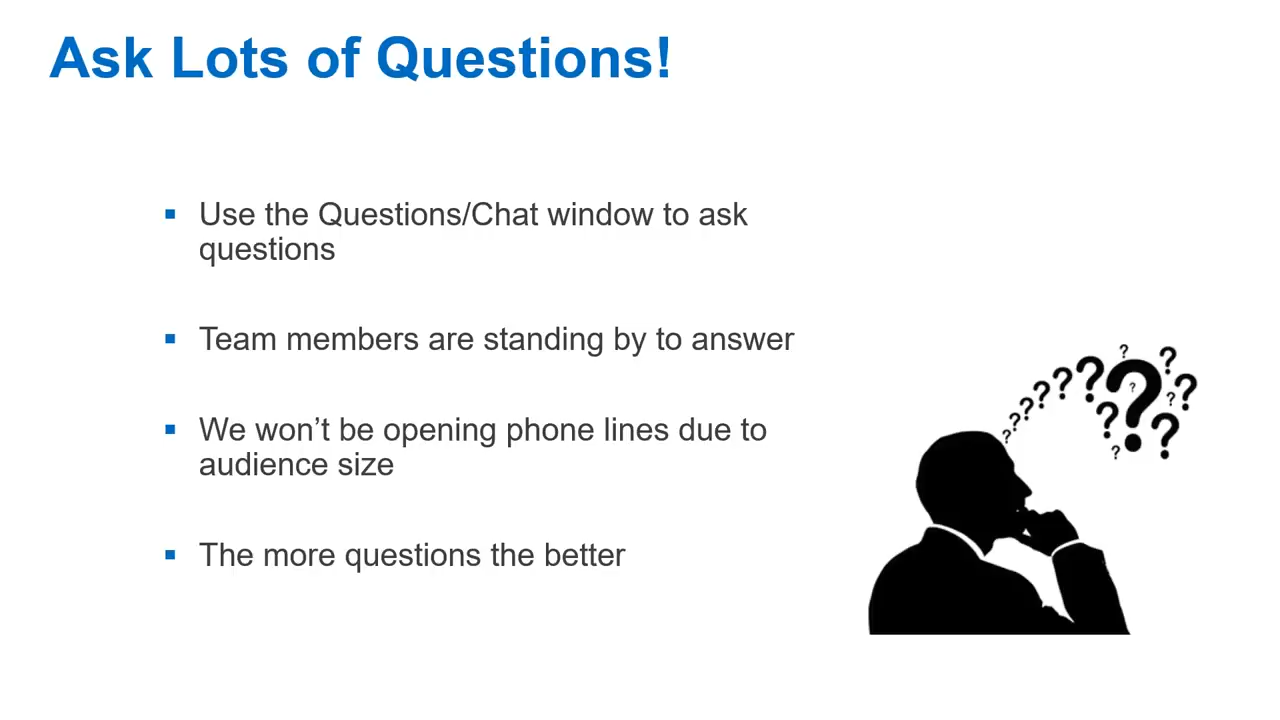 Ask Lots of Questions!
▪ Use the Questions/Chat window to ask
questions
▪ Team members are standing by to answer
▪ We won’t be opening phone lines due to
audience size
▪ The more questions the better